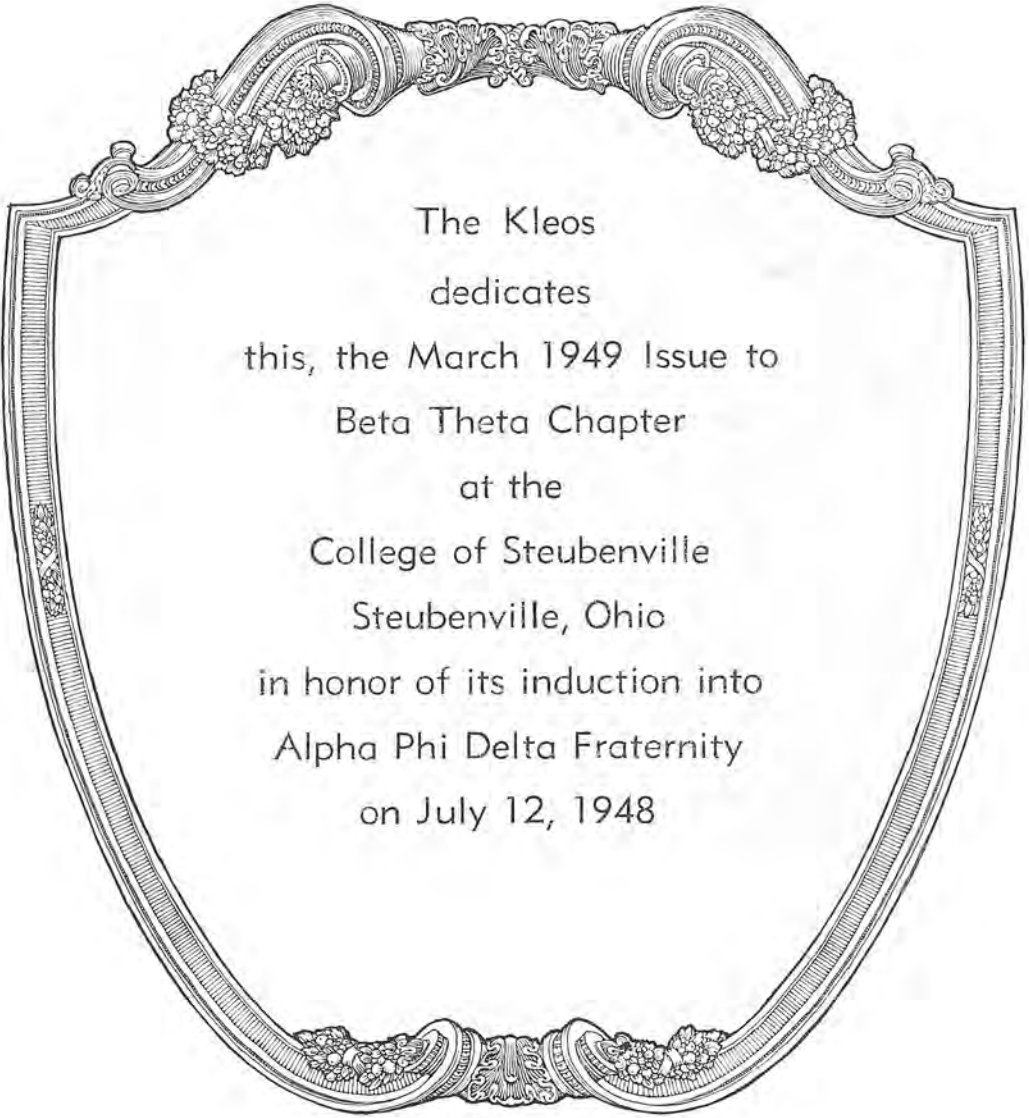 The Kleos
dedicates
this, the March 1949 Issue to
Beta Theta Chapter
at the
College of Steubenville
Steubenville, Ohio
in honor of its induction into
Alpha Phi Delta Fraternity
on July 12, 1948